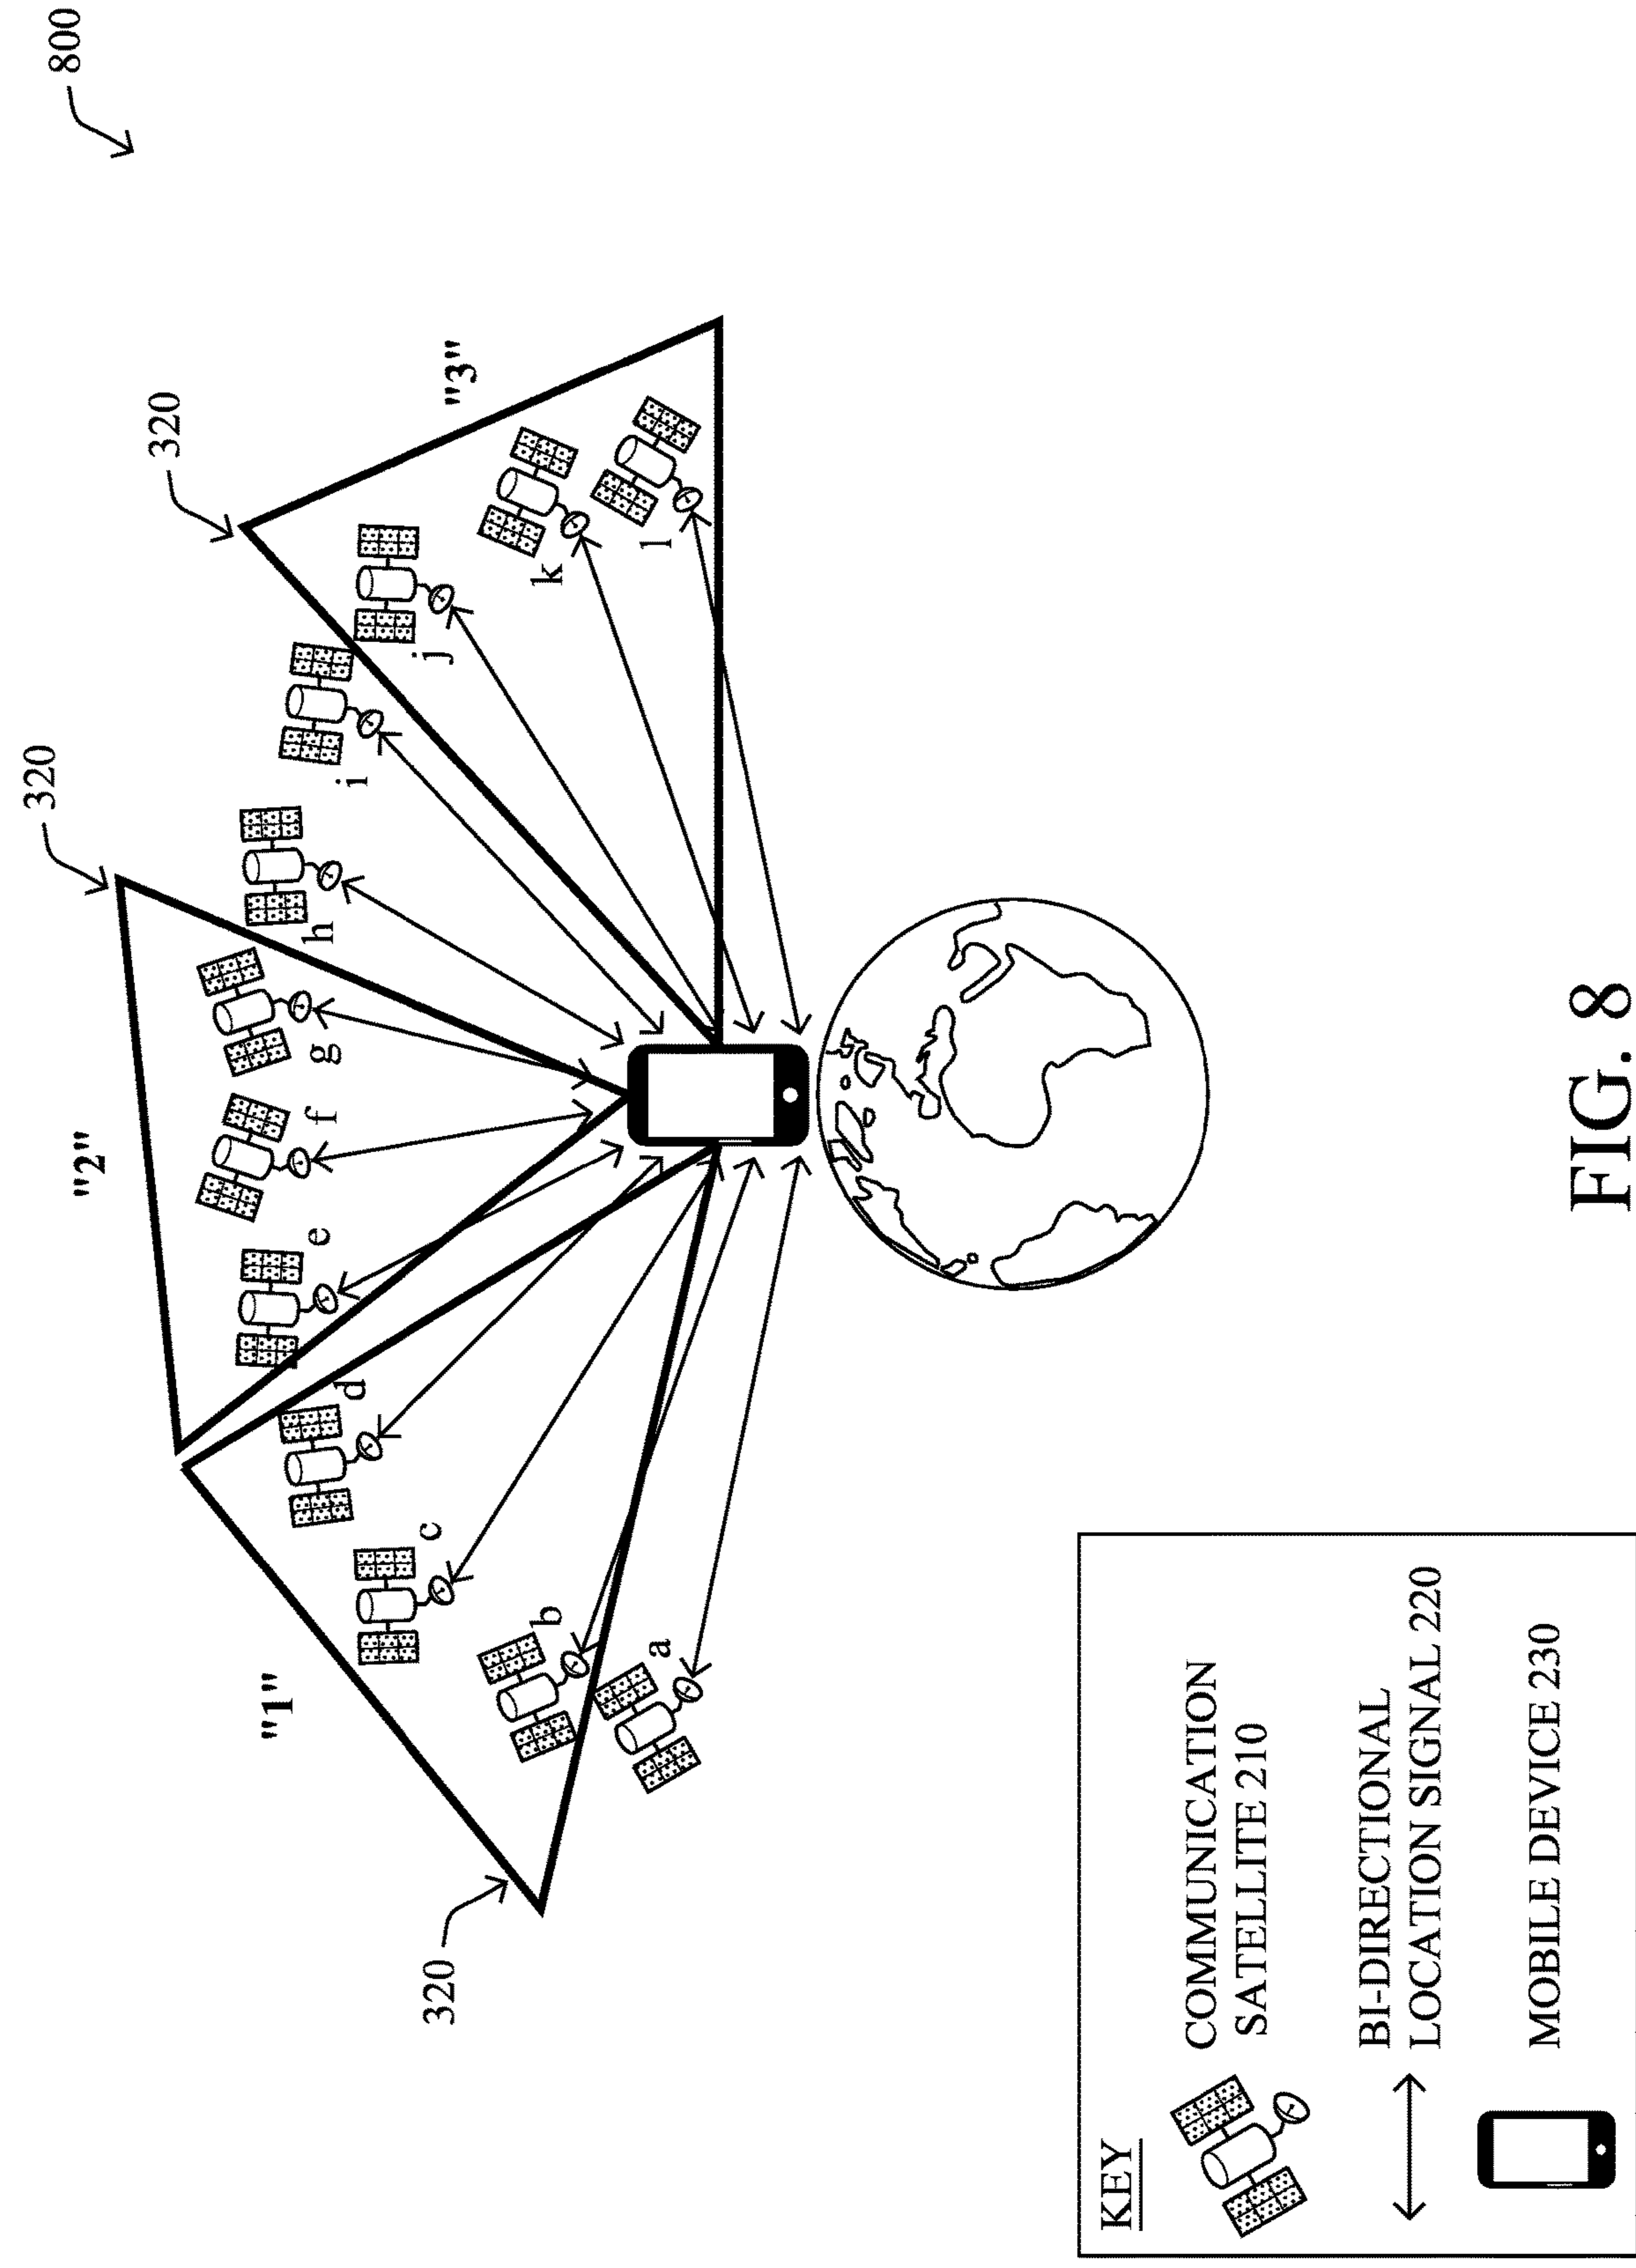 800
320
320
320
"1"
"2"
"3"
a
b
c
d
e
f
g
h
i
j
k
l
KEY
COMMUNICATION
SATELLITE 210
BI-DIRECTIONAL
LOCATION SIGNAL 220
MOBILE DEVICE 230
FIG. 8